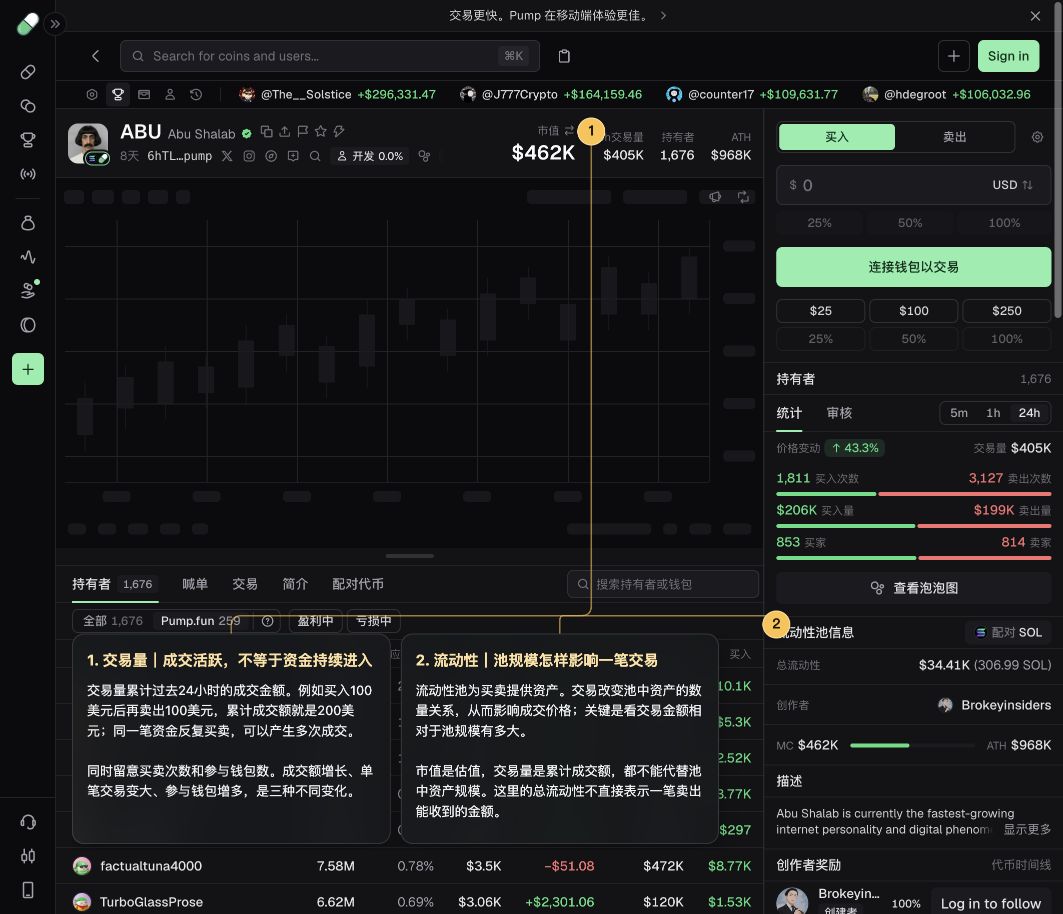 交易更快。Pump 在移动端体验更佳。
Search for coins and users...
⌘K
Sign in
@The__Solstice +$296,331.47
@J777Crypto +$164,159.46
@counter17 +$109,631.77
@hdegroot +$106,032.96
ABU Abu Shalab
8天 6hTL...pump
开发 0.0%
市值
$462K
1
h交易量
$405K
持有者
1,676
ATH
$968K
买入
卖出
$ 0
USD
25%
50%
100%
连接钱包以交易
$25
$100
$250
25%
50%
100%
持有者
1,676
统计
审核
5m
1h
24h
价格变动 ↑ 43.3%
交易量 $405K
1,811 买入次数
3,127 卖出次数
$206K 买入量
$199K 卖出量
853 买家
814 卖家
查看泡泡图
持有者 1,676
喊单
交易
简介
配对代币
搜索持有者或钱包
全部 1,676
Pump.fun 259
盈利中
亏损中
2
动性池信息
配对 SOL
总流动性
$34.41K (306.99 SOL)
创作者
Brokeyinsiders
MC $462K
ATH $968K
描述
Abu Shalab is currently the fastest-growing
internet personality and digital phenom
显示更多
创作者奖励
代币时间线
Brokeyin...
创建者
100%
Log in to follow
1. 交易量｜成交活跃，不等于资金持续进入
交易量累计过去24小时的成交金额。例如买入100
美元后再卖出100美元，累计成交额就是200美
元；同一笔资金反复买卖，可以产生多次成交。
同时留意买卖次数和参与钱包数。成交额增长、单
笔交易变大、参与钱包增多，是三种不同变化。
应
2. 流动性｜池规模怎样影响一笔交易
流动性池为买卖提供资产。交易改变池中资产的数
量关系，从而影响成交价格；关键是看交易金额相
对于池规模有多大。
市值是估值，交易量是累计成交额，都不能代替池
中资产规模。这里的总流动性不直接表示一笔卖出
能收到的金额。
买入
10.1K
$5.3K
2.52K
3.77K
$297
factualtuna4000
7.58M
0.78%
$3.5K
−$51.08
$472K
$8.77K
TurboGlassProse
6.62M
0.69%
$3.06K
+$2,301.06
$120K
$1.53K